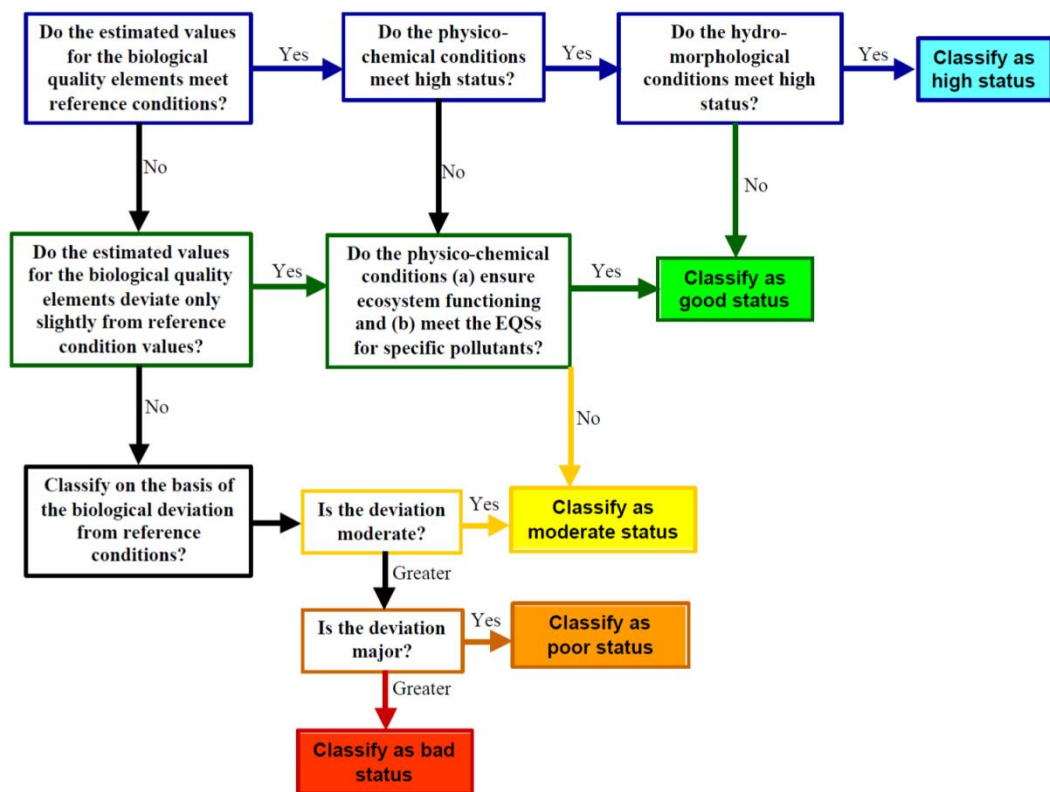 Do the estimated values
for the biological
quality elements meet
reference conditions?
Yes
Do the physico-
chemical conditions
meet high status?
Yes
Do the hydro-
morphological
conditions meet high
status?
Yes
Classify as
high status
No
No
No
Do the estimated values
for the biological quality
elements deviate only
slightly from reference
condition values?
Yes
Do the physico-chemical
conditions (a) ensure
ecosystem functioning
and (b) meet the EQSs
for specific pollutants?
Yes
Classify as
good status
No
No
Classify on the basis of
the biological deviation
from reference
conditions?
Is the deviation
moderate?
Yes
Classify as
moderate status
Greater
Is the deviation
major?
Yes
Classify as
poor status
Greater
Classify as bad
status